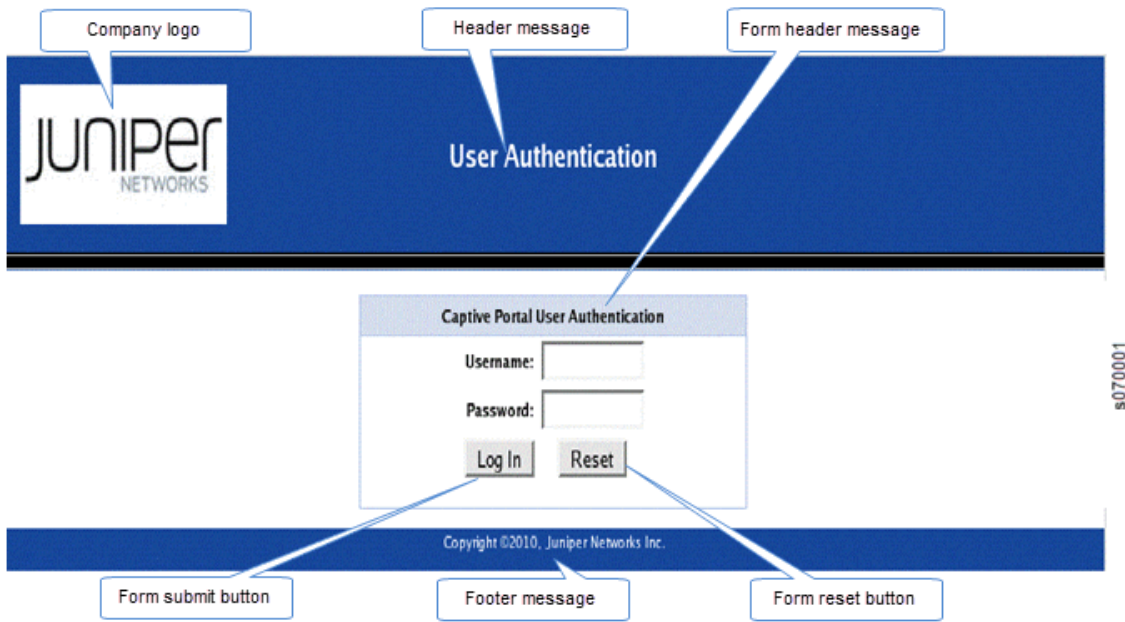 Company logo
Header message
Form header message
JUNIPEr
NETWORKS
User Authentication
Captive Portal User Authentication
Username:
Password:
Log In
Reset
s070001
Copyright ©2010, Juniper Networks Inc.
Form submit button
Footer message
Form reset button